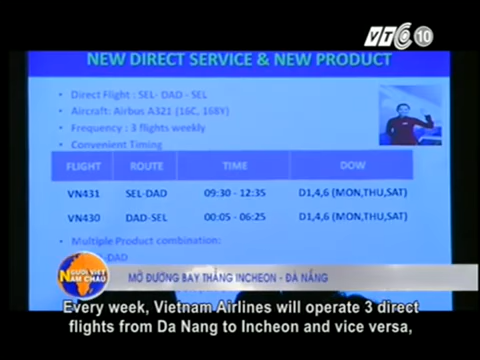 VTC10
NEW DIRECT SERVICE & NEW PRODUCT
• Direct Flight : SEL- DAD - SEL
• Aircraft: Airbus A321 (16C, 168Y)
• Frequency : 3 flights weekly
• Convenient Timing
FLIGHT ROUTE TIME DOW
VN431 SEL-DAD 09:30 - 12:35 D1,4,6 (MON,THU,SAT)
VN430 DAD-SEL 00:05 - 06:25 D1,4,6 (MON,THU,SAT)
• Multiple Product combination:
- DAD
NGƯỜI VIỆT
NĂM CHÂU
MỞ ĐƯỜNG BAY THẲNG INCHEON - ĐÀ NẴNG
Every week, Vietnam Airlines will operate 3 direct
flights from Da Nang to Incheon and vice versa,